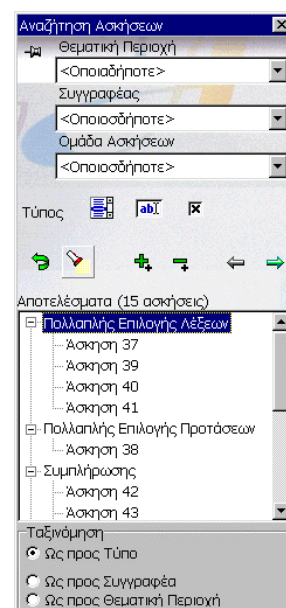 Αναζήτηση Ασκήσεων
Θεματική Περιοχή
<Οποιαδήποτε>
Συγγραφέας
<Οποιοσδήποτε>
Ομάδα Ασκήσεων
<Οποιοσδήποτε>
Τύπος
ab
Αποτελέσματα (15 ασκήσεις)
Πολλαπλής Επιλογής Λέξεων
Άσκηση 37
Άσκηση 39
Άσκηση 40
Άσκηση 41
Πολλαπλής Επιλογής Προτάσεων
Άσκηση 38
Συμπλήρωσης
Άσκηση 42
Άσκηση 43
Ταξινόμηση
Ως προς Τύπο
Ως προς Συγγραφέα
Ως προς Θεματική Περιοχή